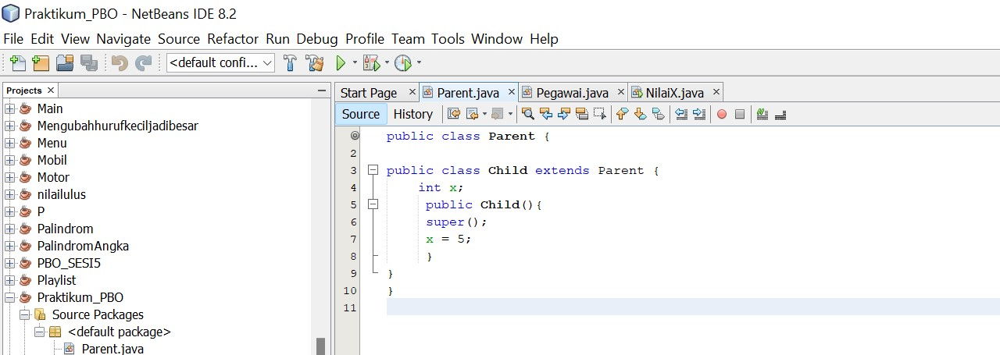 Praktikum_PBO - NetBeans IDE 8.2
File Edit View Navigate Source Refactor Run Debug Profile Team Tools Window Help
<default confi...
Projects
Main
Mengubahhurufkeciljadibesar
Menu
Mobil
Motor
nilailulus
P
Palindrom
PalindromAngka
PBO_SESI5
Playlist
Praktikum_PBO
Source Packages
<default package>
Parent.java
Start Page Parent.java Pegawai.java NilaiX.java
Source History
public class Parent {
2
3 public class Child extends Parent {
4 int x;
5 public Child(){
6 super();
7 x = 5;
8 }
9 }
10 }
11